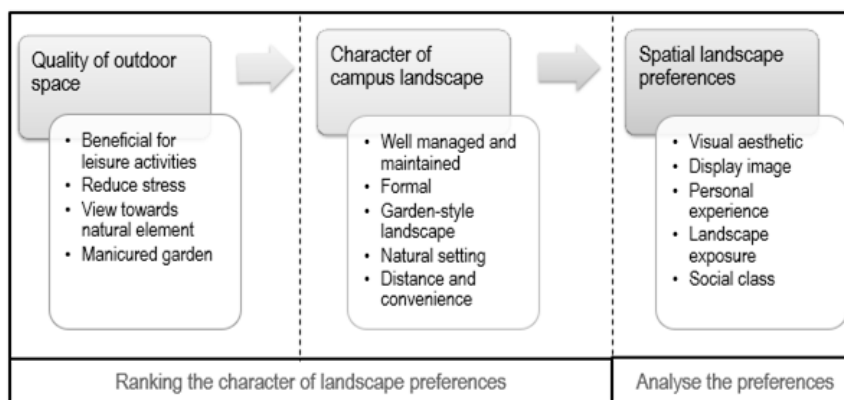 Quality of outdoor
space
• Beneficial for
leisure activities
• Reduce stress
• View towards
natural element
• Manicured garden
Character of
campus landscape
• Well managed and
maintained
• Formal
• Garden-style
landscape
• Natural setting
• Distance and
convenience
Spatial landscape
preferences
• Visual aesthetic
• Display image
• Personal
experience
• Landscape
exposure
• Social class
Ranking the character of landscape preferences
Analyse the preferences